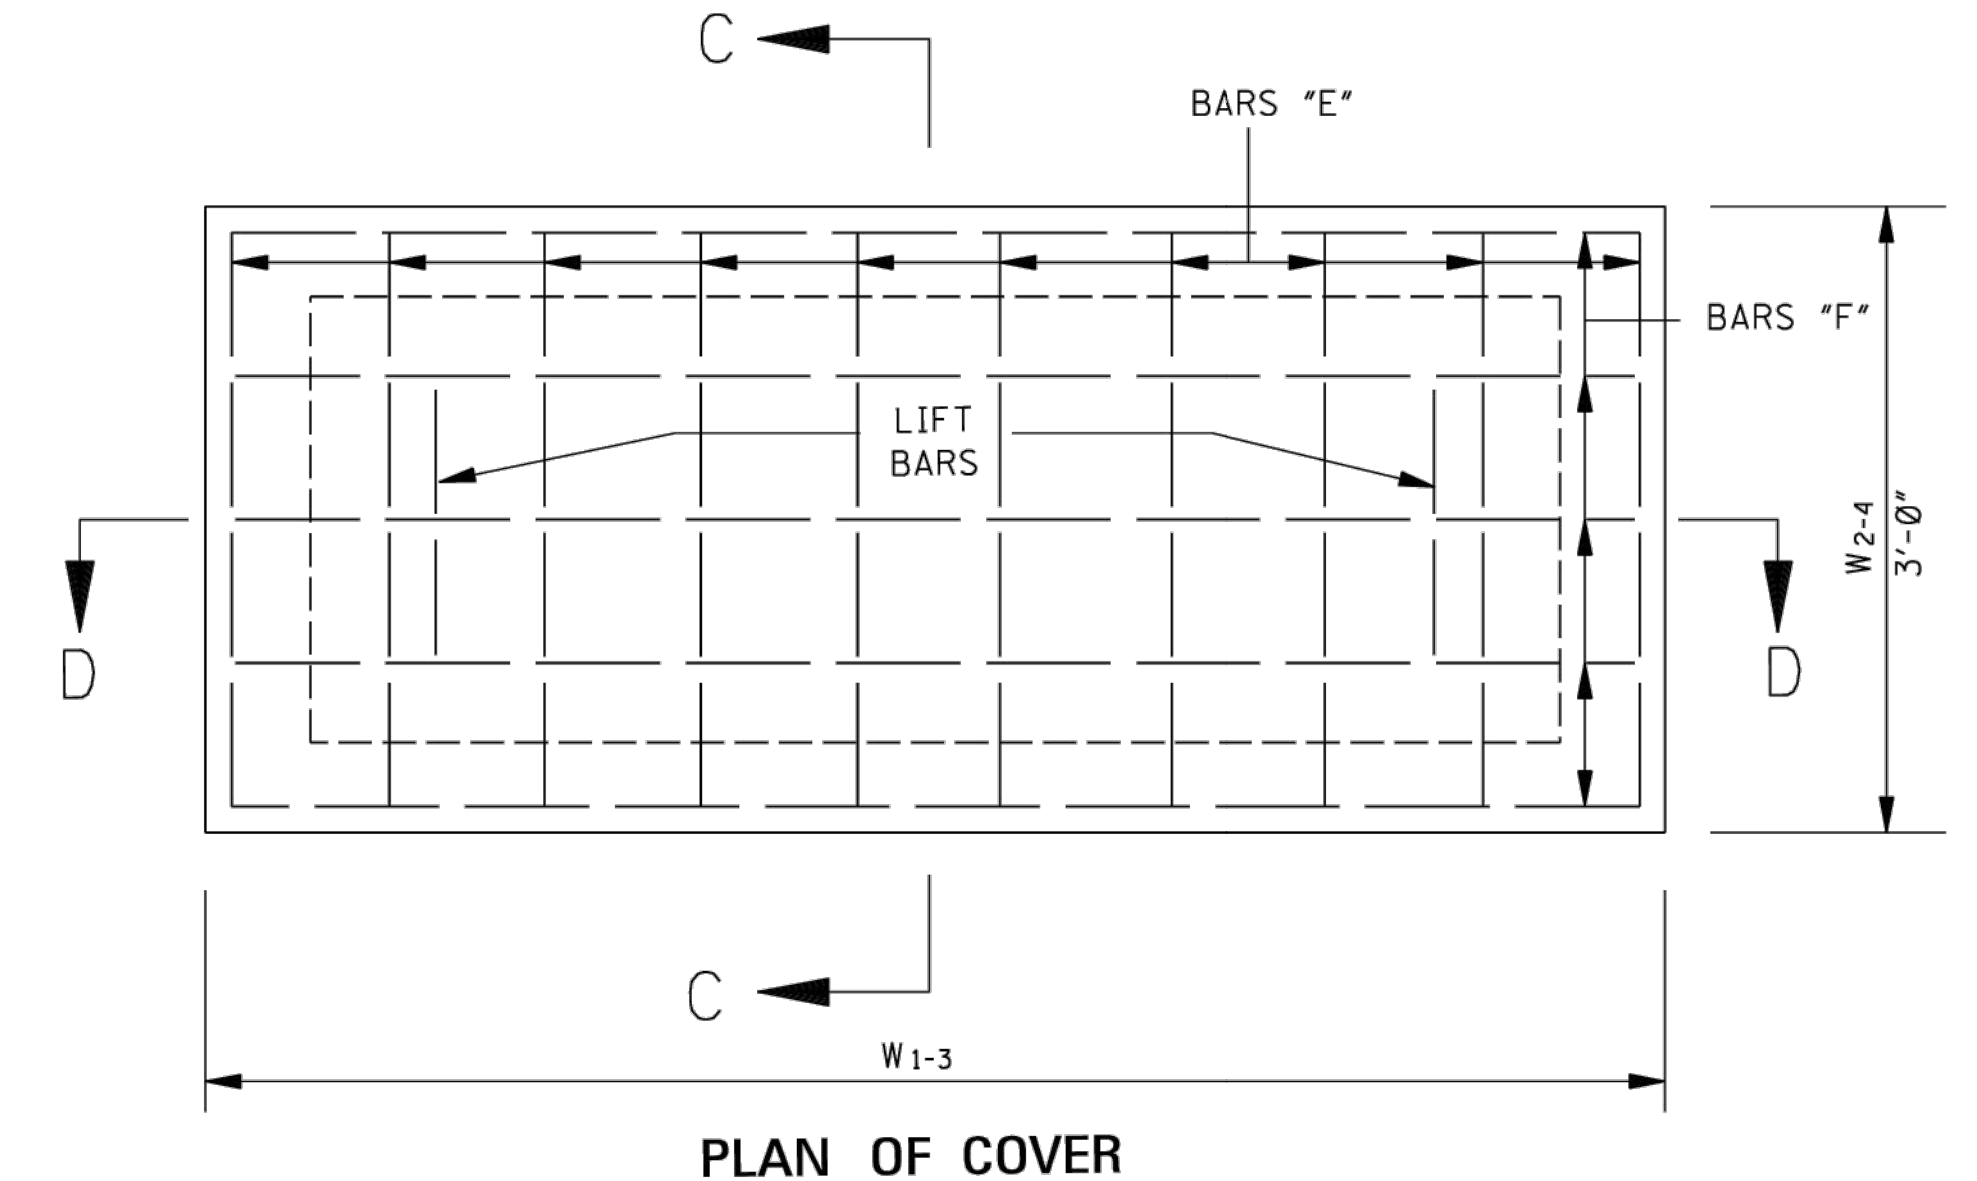 C
BARS "E"
BARS "F"
LIFT
BARS
W2-4
3'-0"
D
D
C
W1-3
PLAN OF COVER